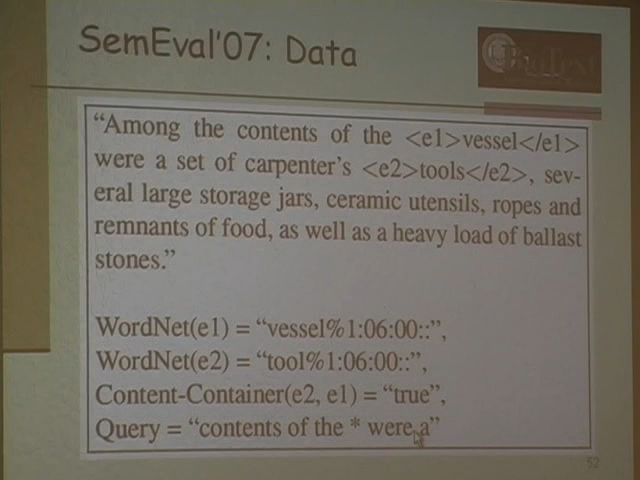 SemEval'07: Data
BioText
“Among the contents of the <e1>vessel</e1>
were a set of carpenter's <e2>tools</e2>, sev-
eral large storage jars, ceramic utensils, ropes and
remnants of food, as well as a heavy load of ballast
stones.”
WordNet(e1) = “vessel%1:06:00::”,
WordNet(e2) = “tool%1:06:00::”,
Content-Container(e2, e1) = “true”,
Query = “contents of the * were a”
52